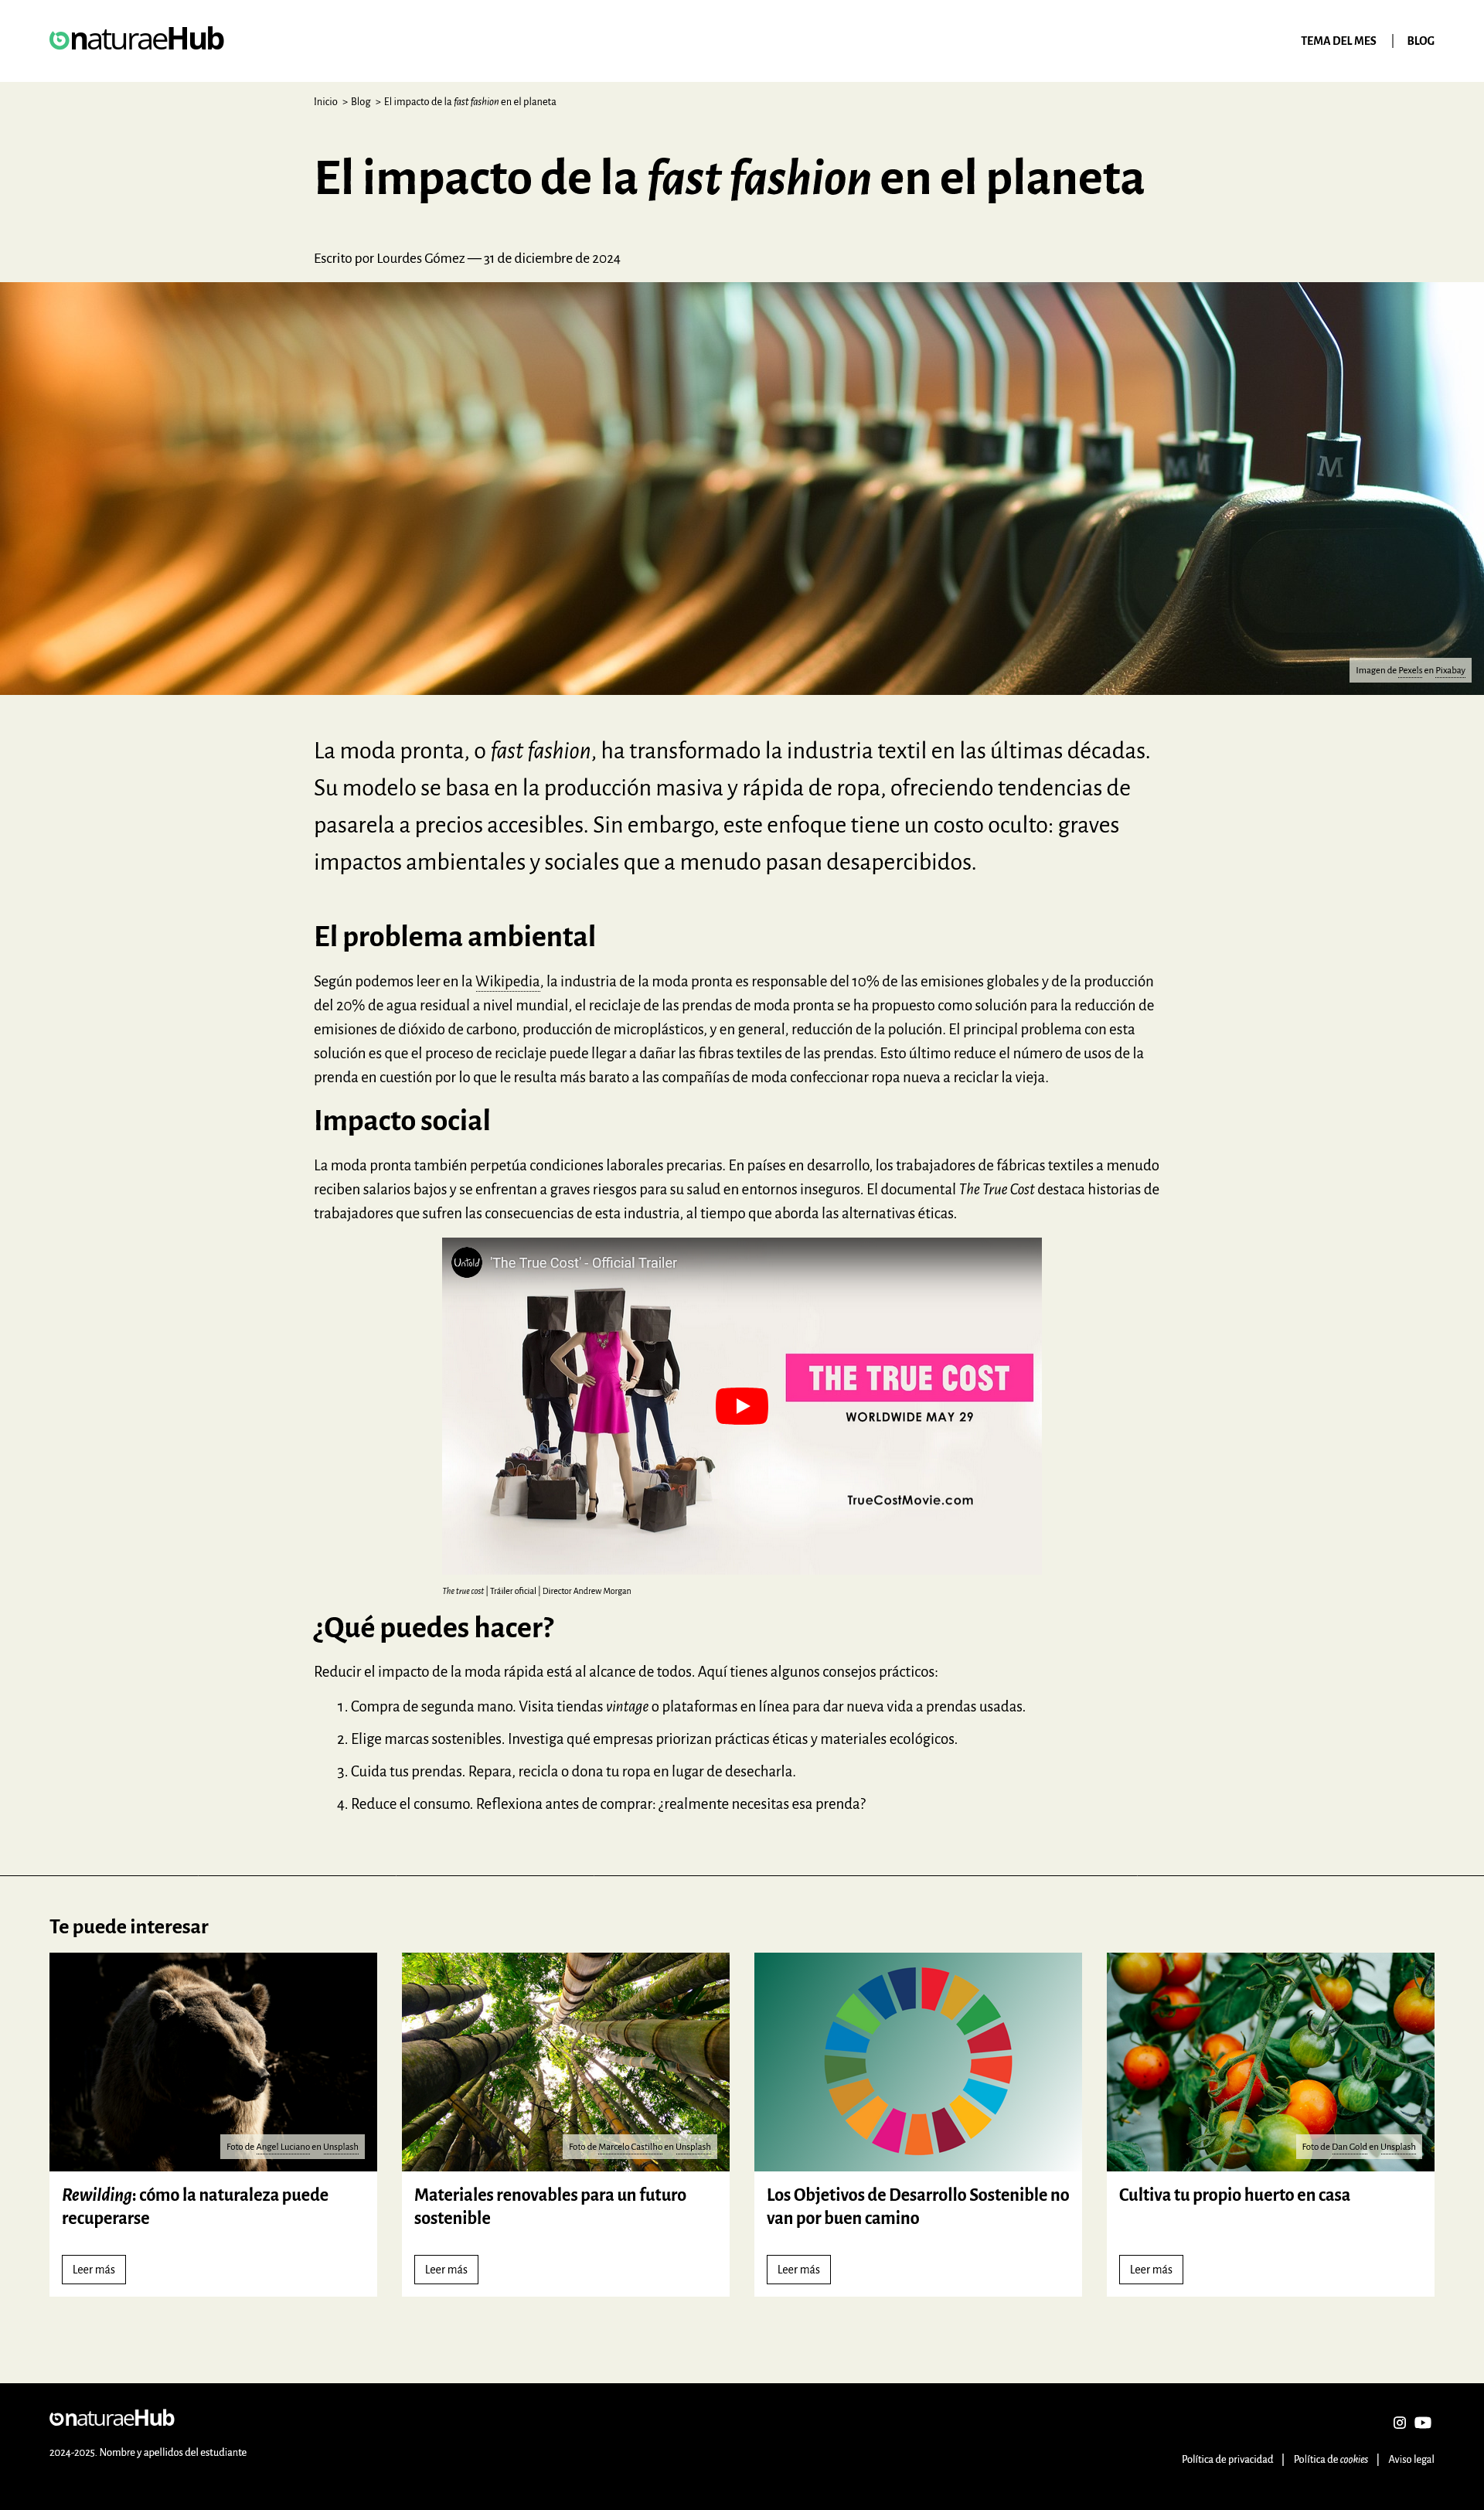 naturaeHub
TEMA DEL MES | BLOG
Inicio > Blog > El impacto de la fast fashion en el planeta
El impacto de la fast fashion en el planeta
Escrito por Lourdes Gómez — 31 de diciembre de 2024
M
M
M
Imagen de Pexels en Pixabay
La moda pronta, o fast fashion, ha transformado la industria textil en las últimas décadas.
Su modelo se basa en la producción masiva y rápida de ropa, ofreciendo tendencias de
pasarela a precios accesibles. Sin embargo, este enfoque tiene un costo oculto: graves
impactos ambientales y sociales que a menudo pasan desapercibidos.
El problema ambiental
Según podemos leer en la Wikipedia, la industria de la moda pronta es responsable del 10% de las emisiones globales y de la producción
del 20% de agua residual a nivel mundial, el reciclaje de las prendas de moda pronta se ha propuesto como solución para la reducción de
emisiones de dióxido de carbono, producción de microplásticos, y en general, reducción de la polución. El principal problema con esta
solución es que el proceso de reciclaje puede llegar a dañar las fibras textiles de las prendas. Esto último reduce el número de usos de la
prenda en cuestión por lo que le resulta más barato a las compañías de moda confeccionar ropa nueva a reciclar la vieja.
Impacto social
La moda pronta también perpetúa condiciones laborales precarias. En países en desarrollo, los trabajadores de fábricas textiles a menudo
reciben salarios bajos y se enfrentan a graves riesgos para su salud en entornos inseguros. El documental The True Cost destaca historias de
trabajadores que sufren las consecuencias de esta industria, al tiempo que aborda las alternativas éticas.
Untold
'The True Cost' - Official Trailer
THE TRUE COST
WORLDWIDE MAY 29
TrueCostMovie.com
The true cost | Tráiler oficial | Director Andrew Morgan
¿Qué puedes hacer?
Reducir el impacto de la moda rápida está al alcance de todos. Aquí tienes algunos consejos prácticos:
1. Compra de segunda mano. Visita tiendas vintage o plataformas en línea para dar nueva vida a prendas usadas.
2. Elige marcas sostenibles. Investiga qué empresas priorizan prácticas éticas y materiales ecológicos.
3. Cuida tus prendas. Repara, recicla o dona tu ropa en lugar de desecharla.
4. Reduce el consumo. Reflexiona antes de comprar: ¿realmente necesitas esa prenda?
Te puede interesar
Foto de Angel Luciano en Unsplash
Rewilding: cómo la naturaleza puede
recuperarse
Leer más
Foto de Marcelo Castilho en Unsplash
Materiales renovables para un futuro
sostenible
Leer más
Los Objetivos de Desarrollo Sostenible no
van por buen camino
Leer más
Foto de Dan Gold en Unsplash
Cultiva tu propio huerto en casa
Leer más
naturaeHub
2024-2025. Nombre y apellidos del estudiante
Política de privacidad | Política de cookies | Aviso legal